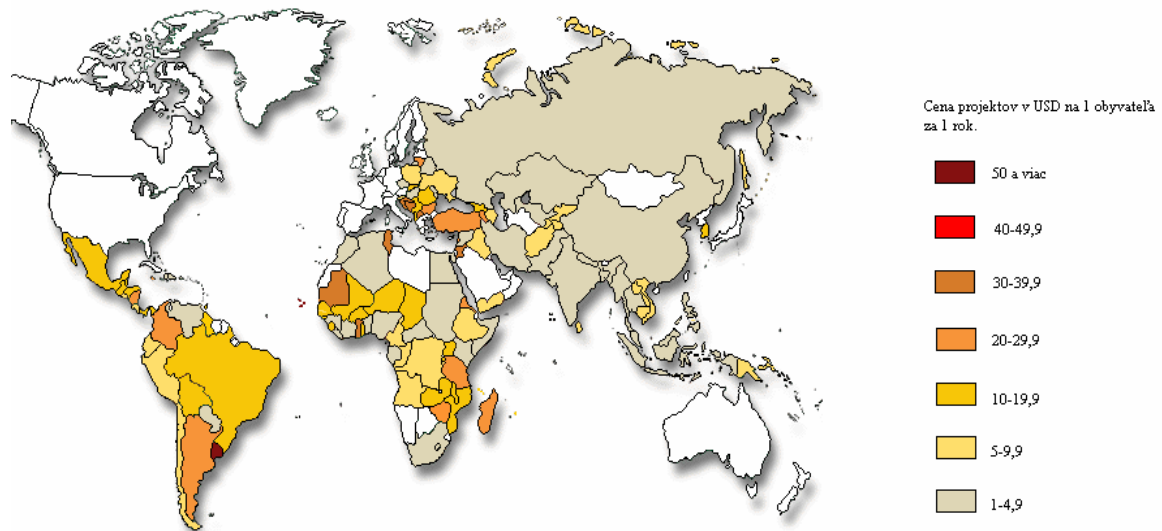 Cena projektov v USD na 1 obyvateľa
za 1 rok.
50 a viac
40-49,9
30-39,9
20-29,9
10-19,9
5-9,9
1-4,9